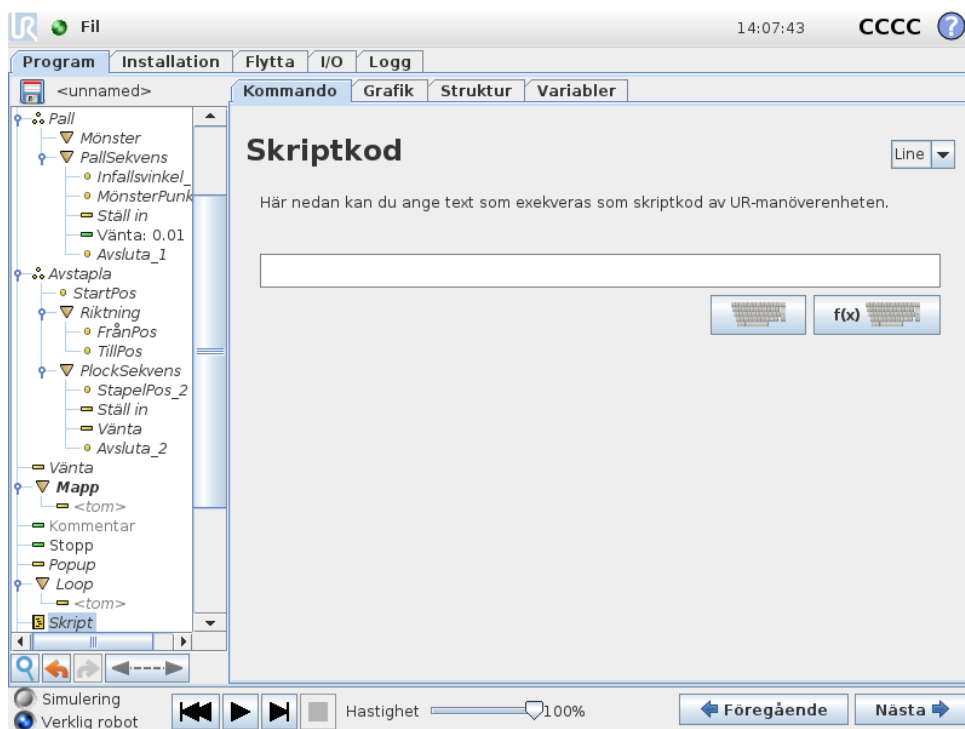 UR Fil 14:07:43 CCCC ?
Program Installation Flytta I/O Logg
<unnamed>
Kommando Grafik Struktur Variabler
Pall
Mönster
PallSekvens
Infallsvinkel_
MönsterPunk
Ställ in
Vänta: 0.01
Avsluta_1
Avstapla
StartPos
Riktning
FrånPos
TillPos
PlockSekvens
StapelPos_2
Ställ in
Vänta
Avsluta_2
Vänta
Mapp
<tom>
Kommentar
Stopp
Popup
Loop
<tom>
Skript
Skriptkod
Line
Här nedan kan du ange text som exekveras som skriptkod av UR-manöverenheten.
f(x)
Simulering
Verklig robot
Hastighet 100%
Föregående Nästa